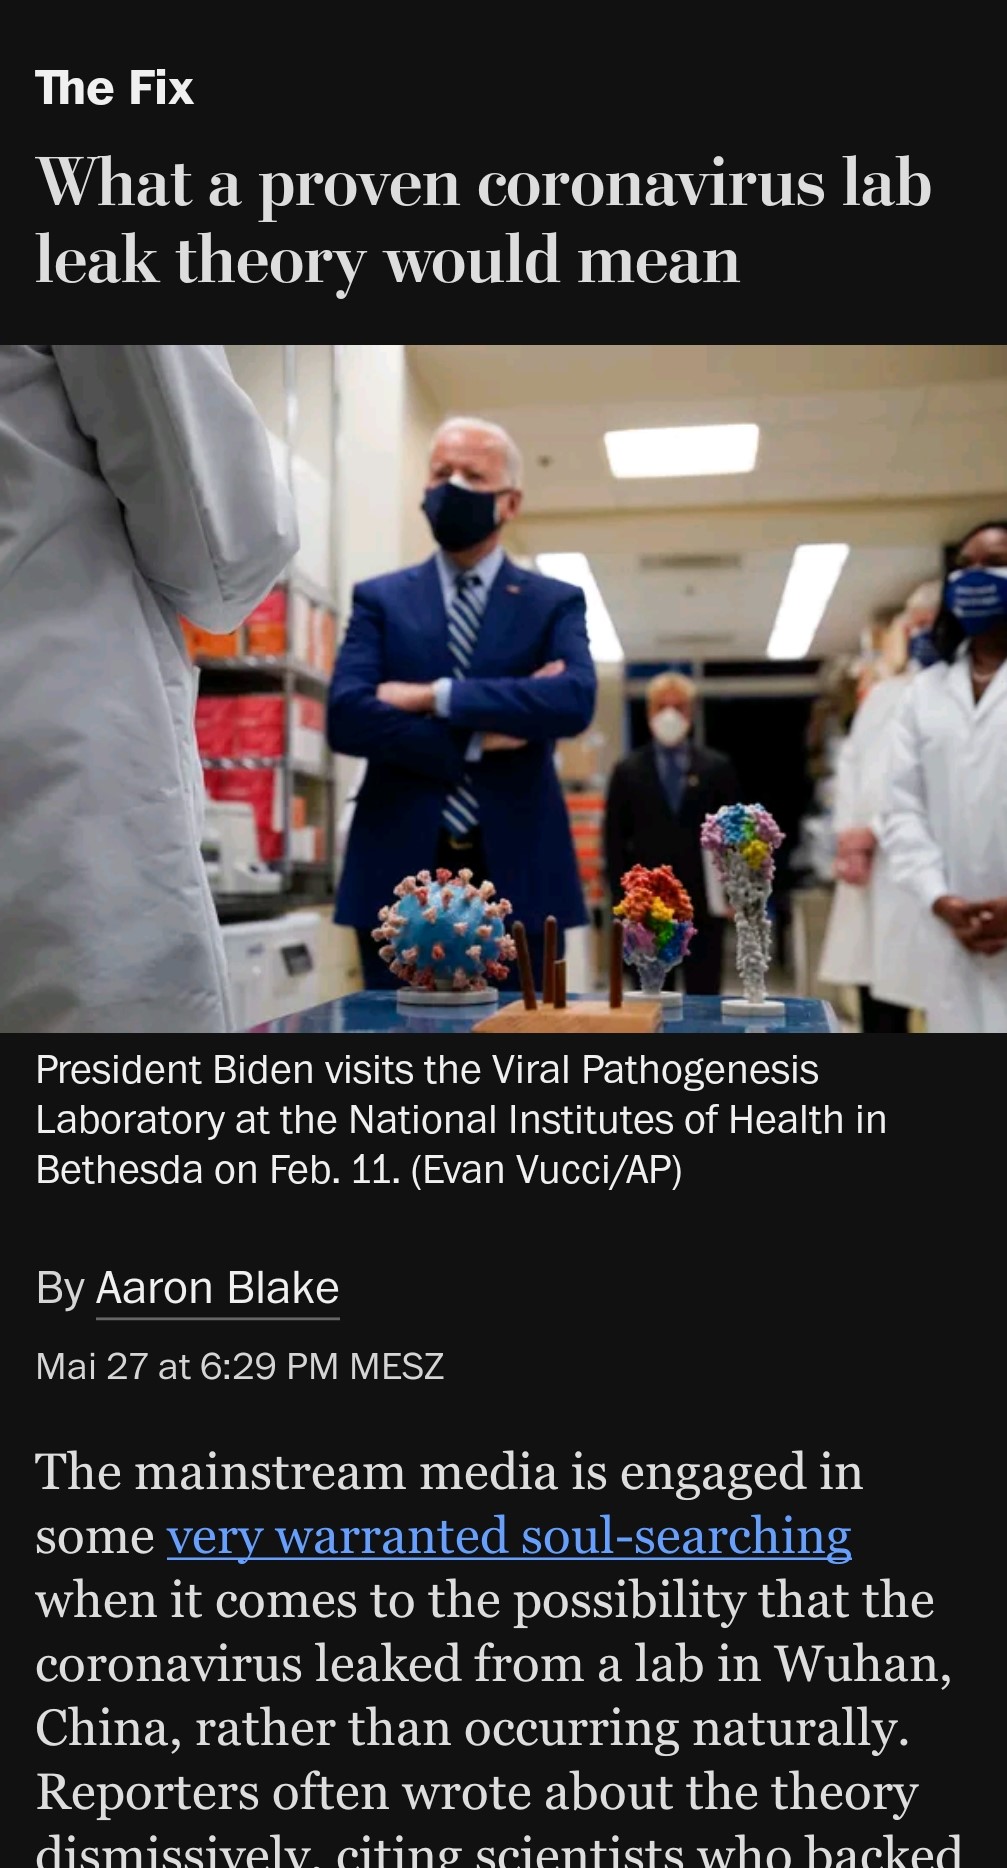 The Fix
What a proven coronavirus lab
leak theory would mean
President Biden visits the Viral Pathogenesis
Laboratory at the National Institutes of Health in
Bethesda on Feb. 11. (Evan Vucci/AP)
By Aaron Blake
Mai 27 at 6:29 PM MESZ
The mainstream media is engaged in
some very warranted soul-searching
when it comes to the possibility that the
coronavirus leaked from a lab in Wuhan,
China, rather than occurring naturally.
Reporters often wrote about the theory
dismissively, citing scientists who backed